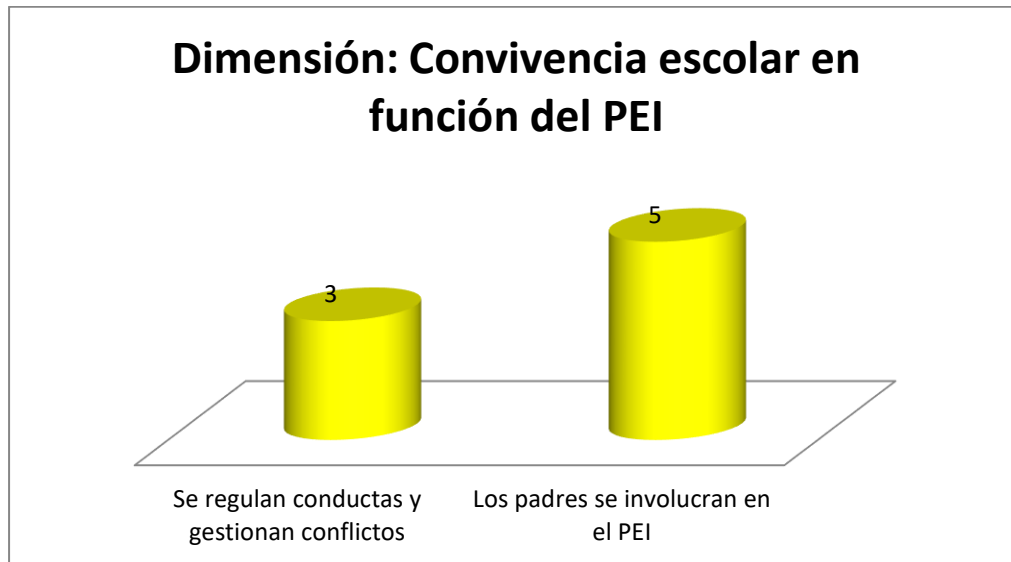 Dimensión: Convivencia escolar en
función del PEI
3
5
Se regulan conductas y
gestionan conflictos
Los padres se involucran en
el PEI